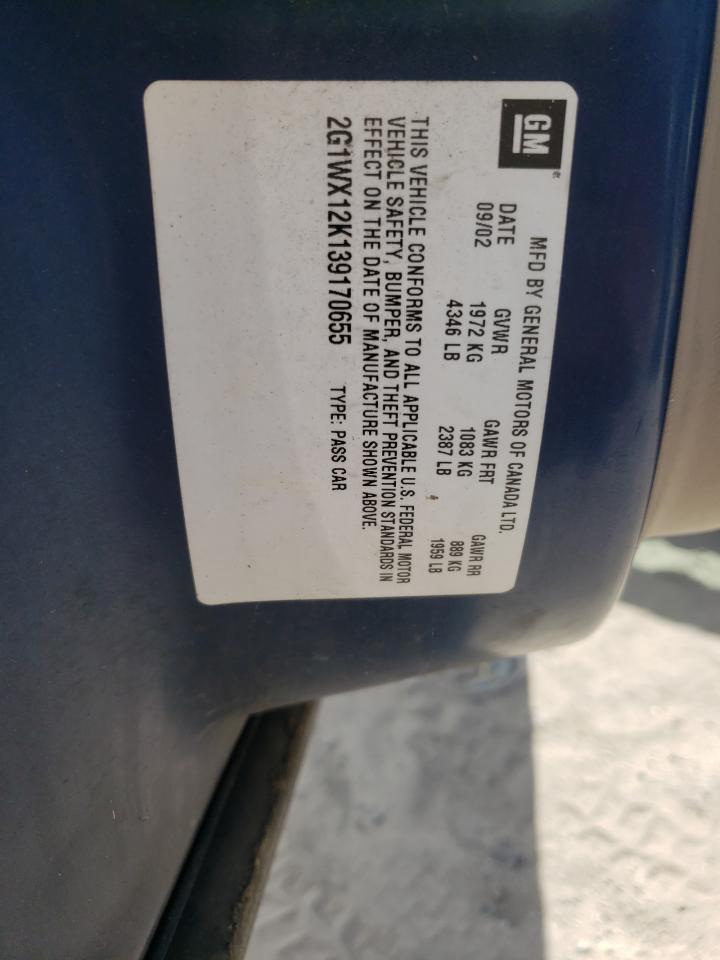 GM
MFD BY GENERAL MOTORS OF CANADA LTD.
DATE GVWR GAWR FRT GAWR RR
09/02 1972 KG 1083 KG 889 KG
4346 LB 2387 LB 1959 LB
THIS VEHICLE CONFORMS TO ALL APPLICABLE U.S. FEDERAL MOTOR
VEHICLE SAFETY, BUMPER, AND THEFT PREVENTION STANDARDS IN
EFFECT ON THE DATE OF MANUFACTURE SHOWN ABOVE.
2G1WX12K139170655 TYPE: PASS CAR